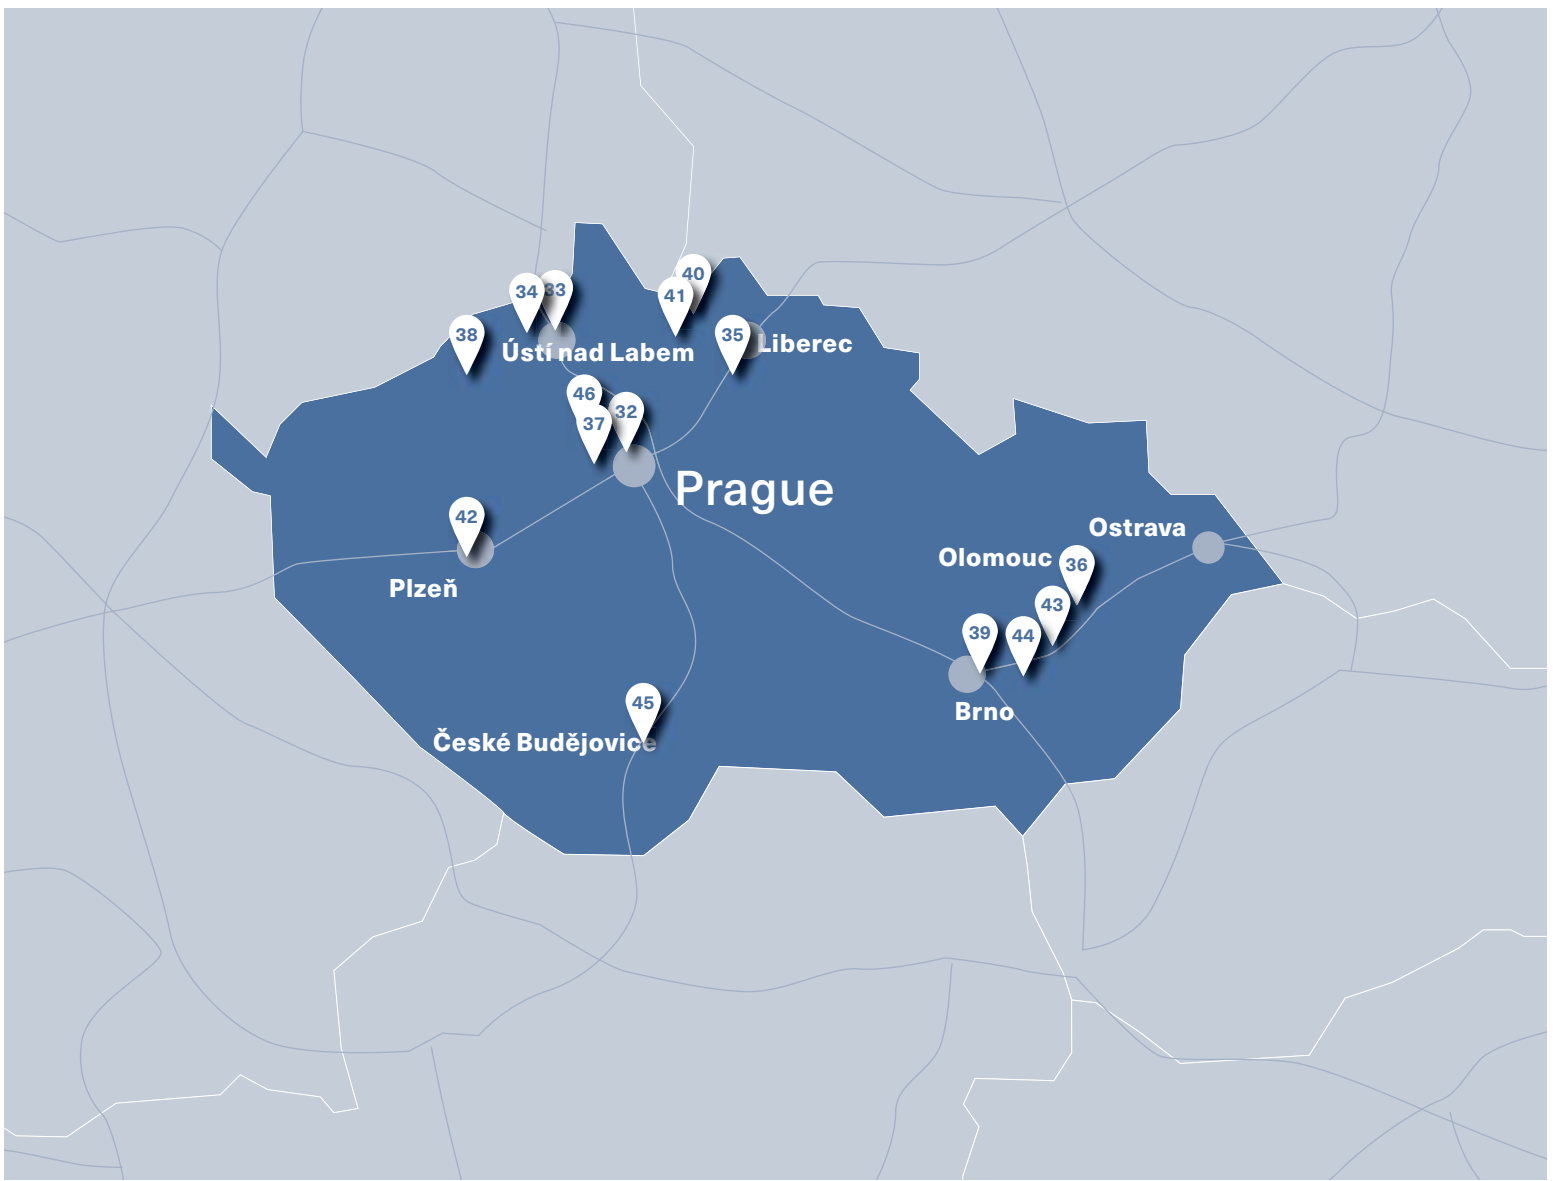 40
34
33
41
38
35
Liberec
Ústí nad Labem
46
32
37
Prague
42
Ostrava
Olomouc
36
Plzeň
43
39
44
45
Brno
České Budějovice